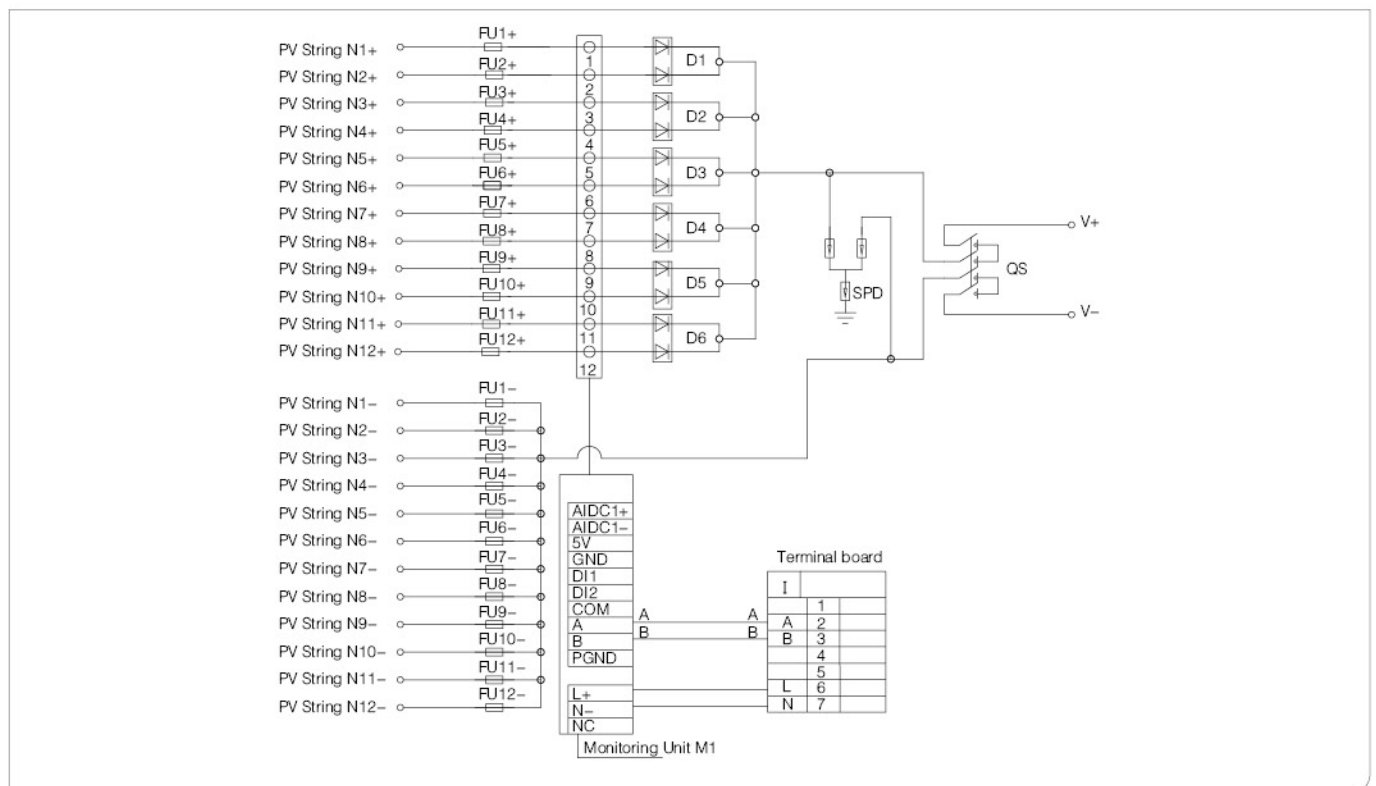 PV String N1+ FU1+
1 D1
PV String N2+ FU2+
2
PV String N3+ FU3+
3 D2
PV String N4+ FU4+
4
PV String N5+ FU5+
5 D3
PV String N6+ FU6+
6
PV String N7+ FU7+
7 D4
PV String N8+ FU8+
8
PV String N9+ FU9+
9 D5
PV String N10+ FU10+
10
PV String N11+ FU11+
11 D6
PV String N12+ FU12+
12
V+
QS
SPD
V−
PV String N1− FU1−
PV String N2− FU2−
PV String N3− FU3−
PV String N4− FU4−
PV String N5− FU5−
PV String N6− FU6−
PV String N7− FU7−
PV String N8− FU8−
PV String N9− FU9−
PV String N10− FU10−
PV String N11− FU11−
PV String N12− FU12−
AIDC1+
AIDC1−
5V
GND
DI1
DI2
COM
A
B
PGND
L+
N−
NC
Monitoring Unit M1
A A
B B
Terminal board
I
1
A 2
B 3
4
5
L 6
N 7